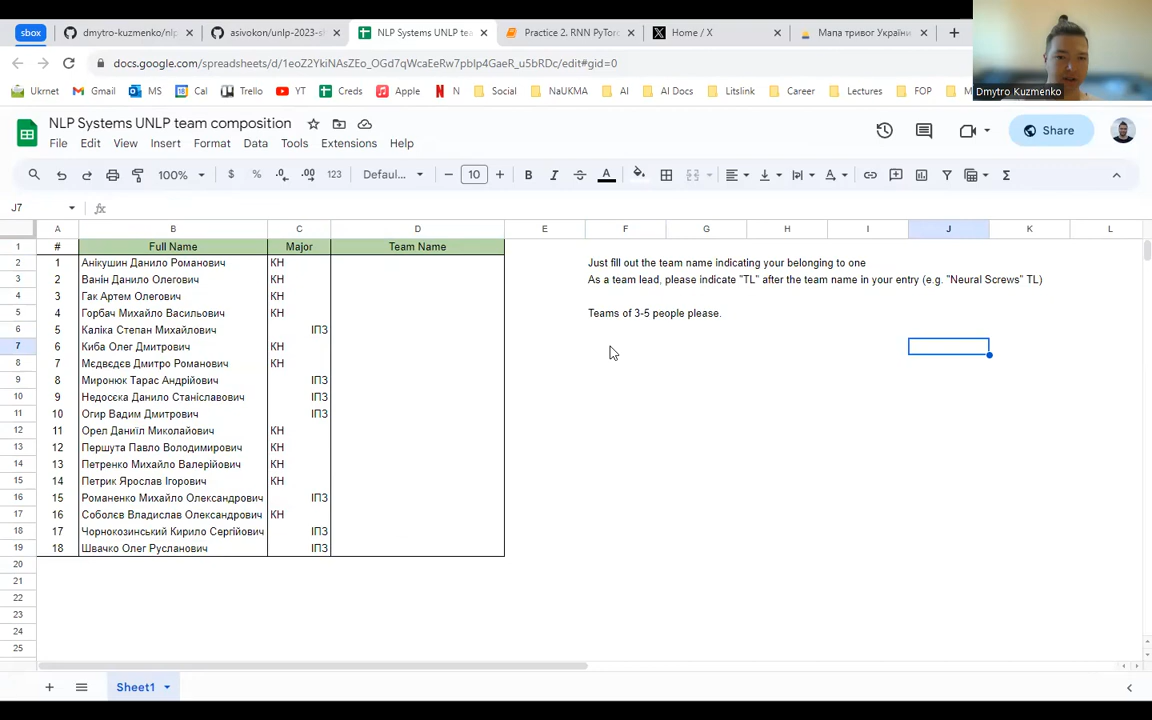 sbox
dmytro-kuzmenko/nlp
asivokon/unlp-2023-s
NLP Systems UNLP tea
Practice 2. RNN PyTorc
Home / X
Мапа тривог України
docs.google.com/spreadsheets/d/1eoZ2YkiNAsZEo_OGd7qWcaEeRw7pblp4GaeR_u5bRDc/edit#gid=0
Ukrnet
Gmail
MS
Cal
Trello
YT
Creds
Apple
N
Social
NaUKMA
AI
AI Docs
Litslink
Career
Lectures
FOP
Dmytro Kuzmenko
NLP Systems UNLP team composition
File Edit View Insert Format Data Tools Extensions Help
Share
100%
$ % .0 .00 123
Defaul...
10
B I A
J7
A B C D E F G H I J K L
1 # Full Name Major Team Name
2 1 Анікушин Данило Романович КН Just fill out the team name indicating your belonging to one
3 2 Ванін Данило Олегович КН As a team lead, please indicate "TL" after the team name in your entry (e.g. "Neural Screws" TL)
4 3 Гак Артем Олегович КН
5 4 Горбач Михайло Васильович КН Teams of 3-5 people please.
6 5 Каліка Степан Михайлович ІПЗ
7 6 Киба Олег Дмитрович КН
8 7 Мєдвєдєв Дмитро Романович КН
9 8 Миронюк Тарас Андрійович ІПЗ
10 9 Недосєка Данило Станіславович ІПЗ
11 10 Огир Вадим Дмитрович ІПЗ
12 11 Орел Даниїл Миколайович КН
13 12 Першута Павло Володимирович КН
14 13 Петренко Михайло Валерійович КН
15 14 Петрик Ярослав Ігорович КН
16 15 Романенко Михайло Олександрович ІПЗ
17 16 Соболєв Владислав Олександрович КН
18 17 Чорнокозинський Кирило Сергійович ІПЗ
19 18 Швачко Олег Русланович ІПЗ
20
21
22
23
24
25
Sheet1